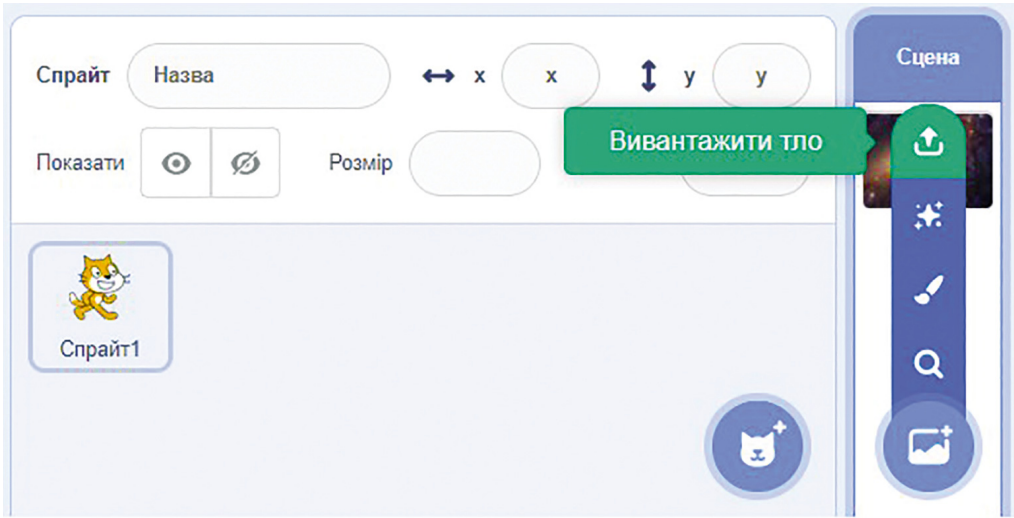 Спрайт Назва x x y y
Сцена
Вивантажити тло
Показати Розмір
Спрайт1